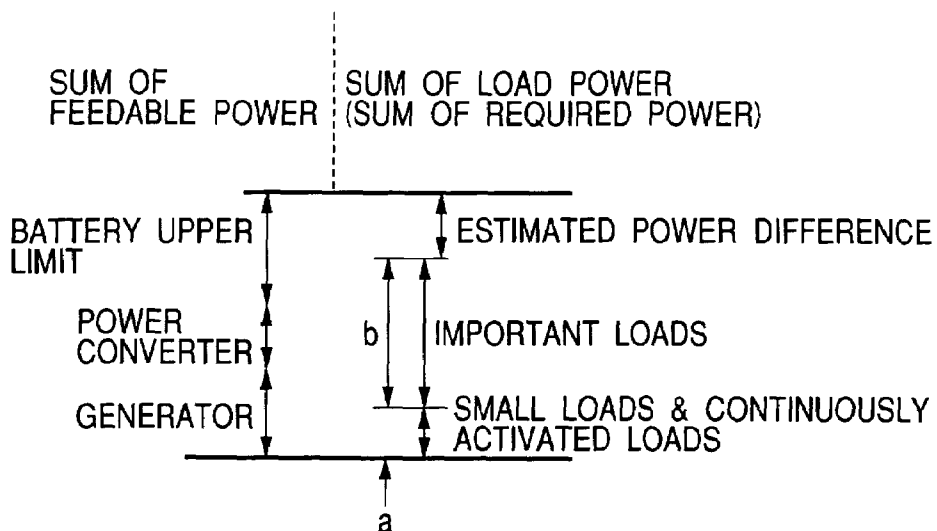 SUM OF
FEEDABLE POWER
SUM OF LOAD POWER
(SUM OF REQUIRED POWER)
BATTERY UPPER
LIMIT
POWER
CONVERTER
GENERATOR
ESTIMATED POWER DIFFERENCE
b
IMPORTANT LOADS
SMALL LOADS & CONTINUOUSLY
ACTIVATED LOADS
a